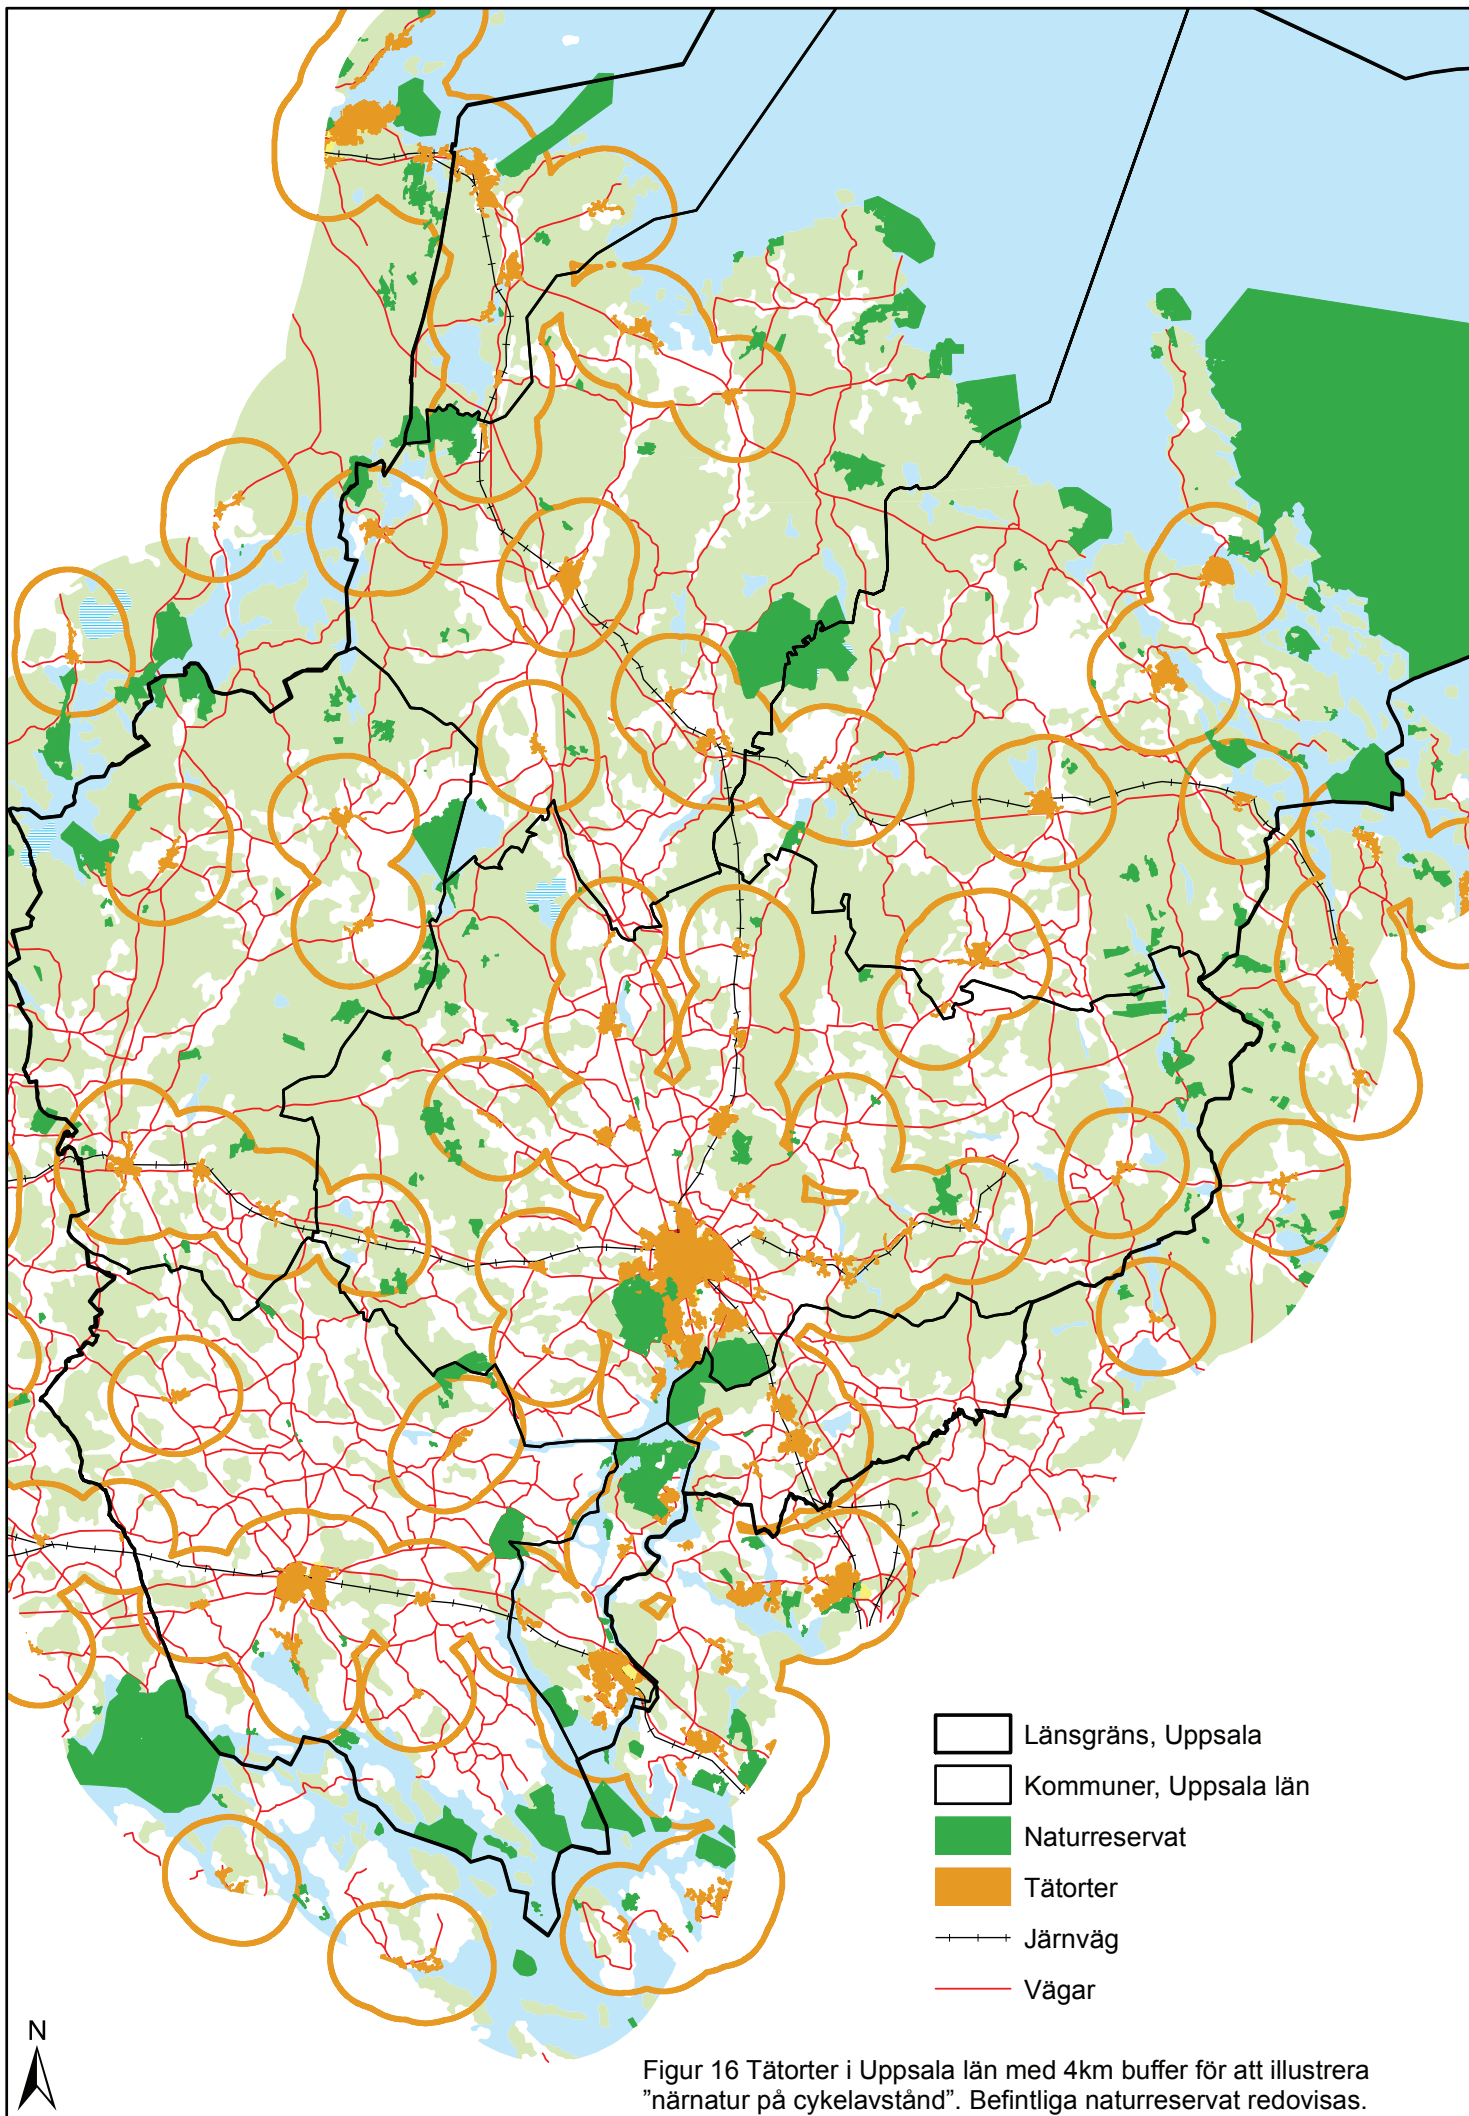 Länsgräns, Uppsala
Kommuner, Uppsala län
Naturreservat
Tätorter
Järnväg
Vägar
N
Figur 16 Tätorter i Uppsala län med 4km buffer för att illustrera
”närnatur på cykelavstånd”. Befintliga naturreservat redovisas.